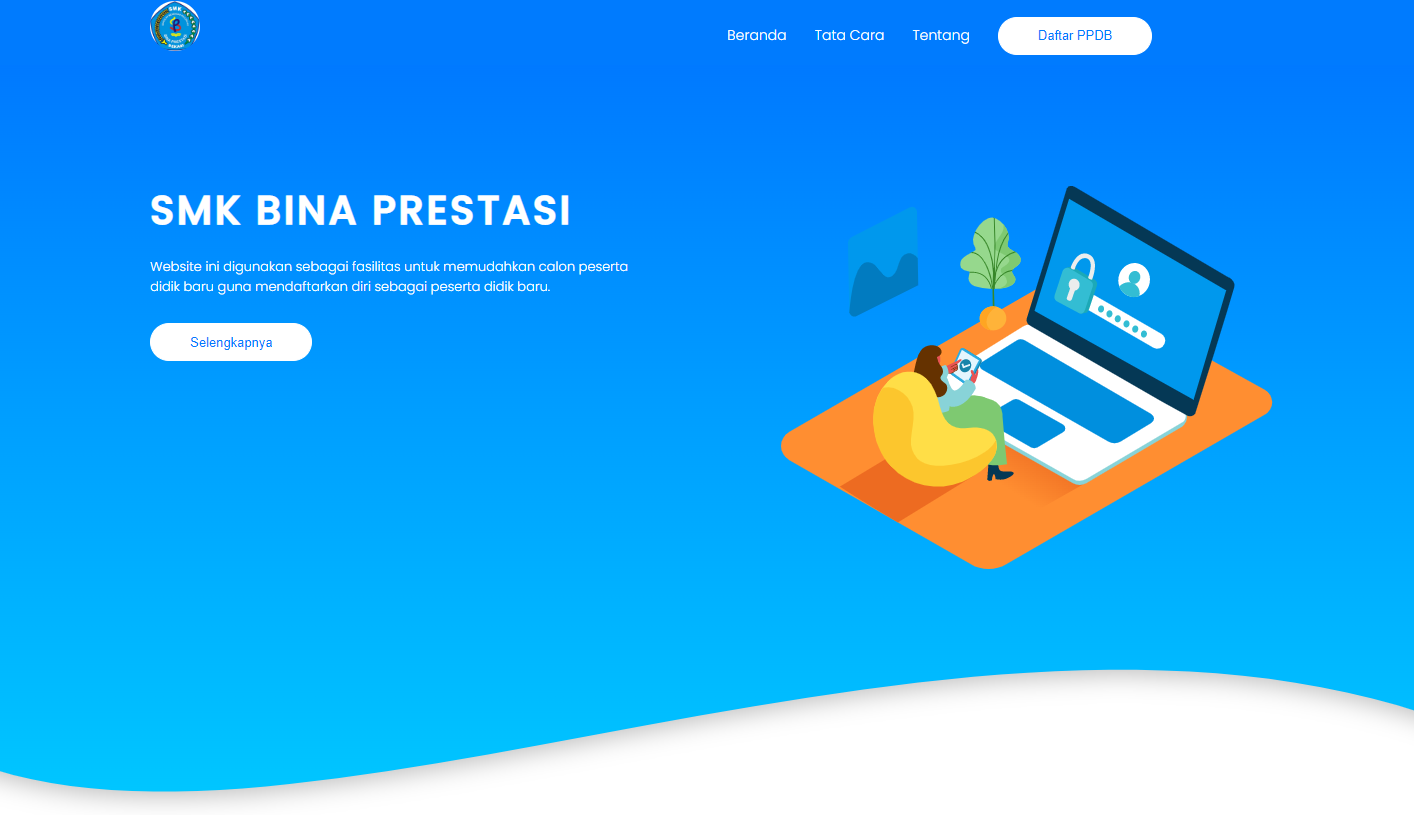 SMK
BEKASI
Beranda
Tata Cara
Tentang
Daftar PPDB
SMK BINA PRESTASI
Website ini digunakan sebagai fasilitas untuk memudahkan calon peserta
didik baru guna mendaftarkan diri sebagai peserta didik baru.
Selengkapnya